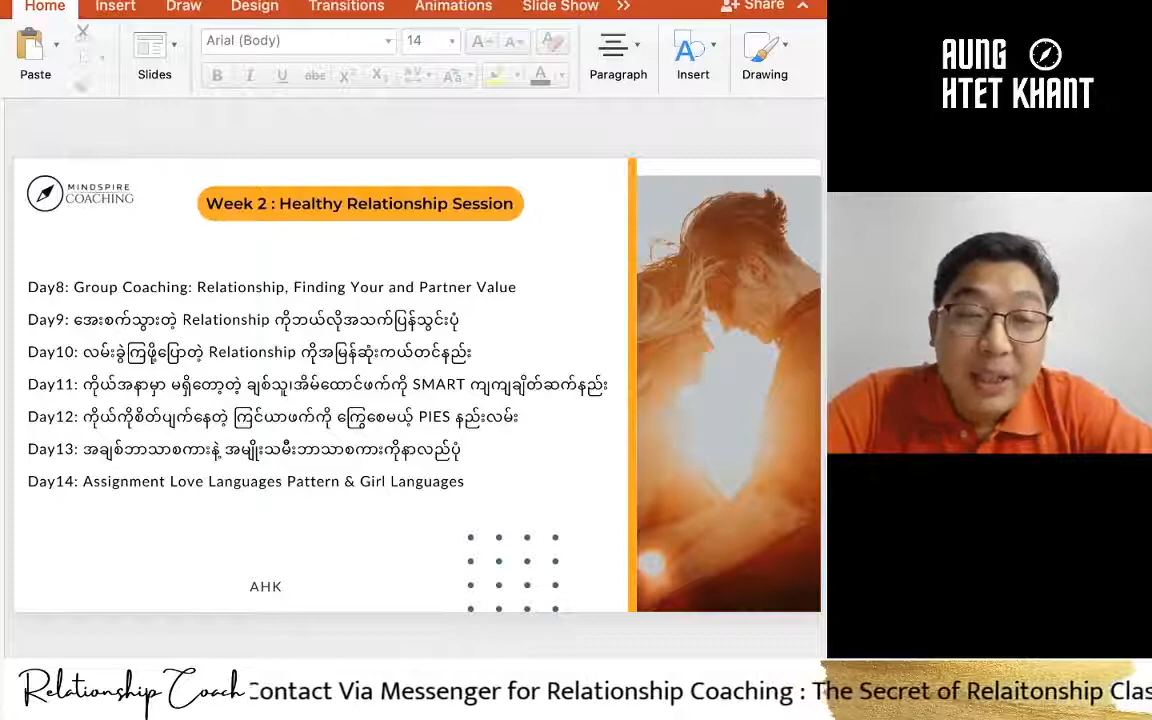 Home Insert Draw Design Transitions Animations Slide Show Share
Arial (Body) 14
Paste Slides Paragraph Insert Drawing
AUNG
HTET KHANT
MINDSPIRE
COACHING
Week 2 : Healthy Relationship Session
Day8: Group Coaching: Relationship, Finding Your and Partner Value
Day9: အေးစက်သွားတဲ့ Relationship ကိုဘယ်လိုအသက်ပြန်သွင်းပုံ
Day10: လမ်းခွဲကြဖို့ပြောတဲ့ Relationship ကိုအမြန်ဆုံးကယ်တင်နည်း
Day11: ကိုယ်အနာမှာ မရှိတော့တဲ့ ချစ်သူ၊အိမ်ထောင်ဖက်ကို SMART ကျကျချိတ်ဆက်နည်း
Day12: ကိုယ်ကိုစိတ်ပျက်နေတဲ့ ကြင်ယာဖက်ကို ကြွေစေမယ့် PIES နည်းလမ်း
Day13: အချစ်ဘာသာစကားနဲ့ အမျိုးသမီးဘာသာစကားကိုနာလည်ပုံ
Day14: Assignment Love Languages Pattern & Girl Languages
AHK
Relationship Coach
Contact Via Messenger for Relationship Coaching : The Secret of Relaitonship Clas